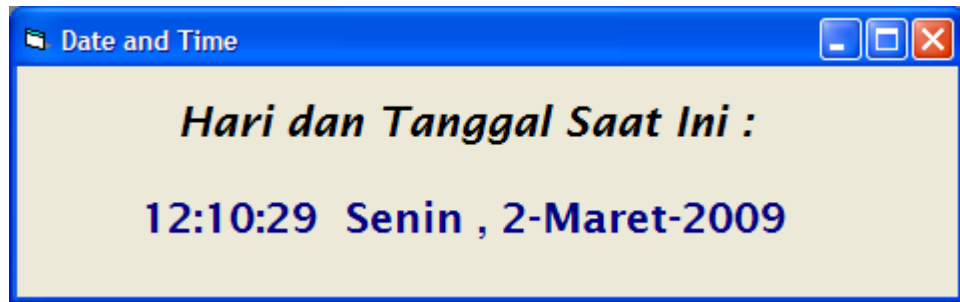 Date and Time
Hari dan Tanggal Saat Ini :
12:10:29 Senin , 2-Maret-2009